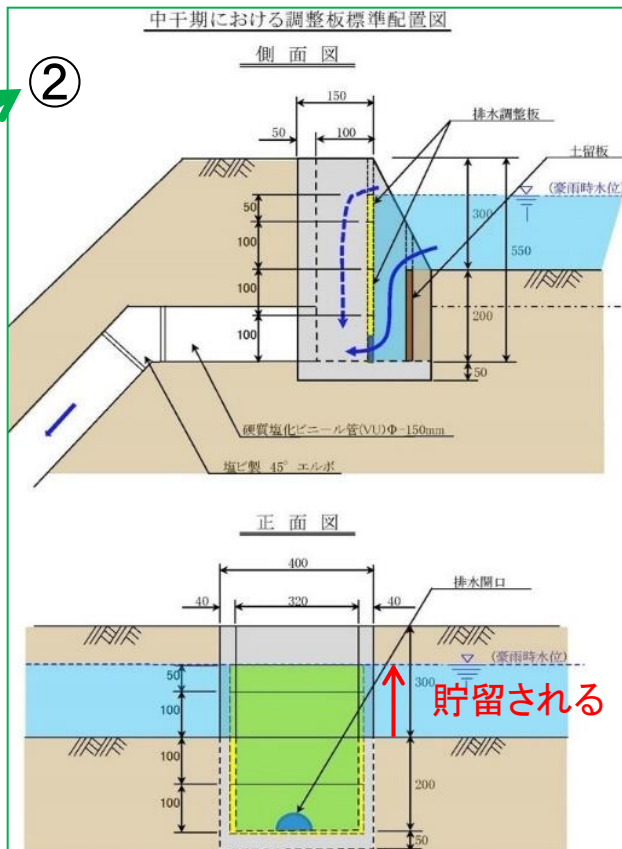 中干期における調整板標準配置図
②
側面図
150
50
100
排水調整板
土留板
(豪雨時水位)
50
300
100
550
100
200
100
50
硬質塩化ビニール管(VU)Φ-150mm
塩ビ製 45° エルボ
正面図
400
排水開口
40
320
40
(豪雨時水位)
50
300
貯留される
100
100
200
100
50